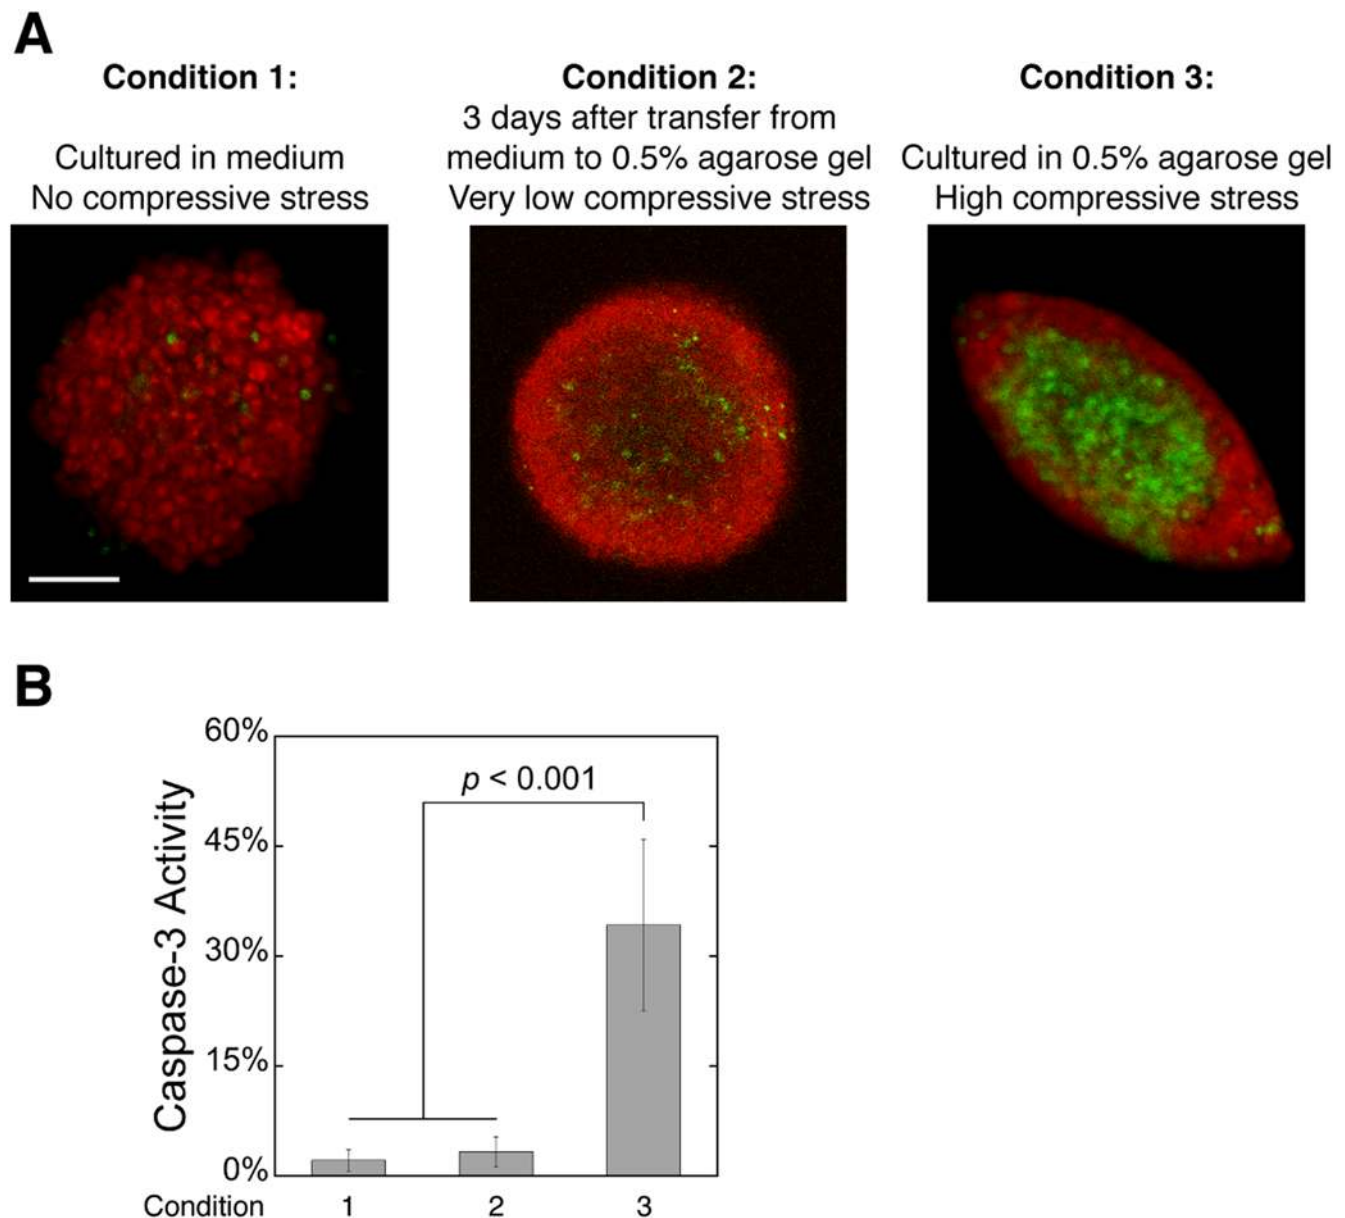 A
Condition 1:
Cultured in medium
No compressive stress
Condition 2:
3 days after transfer from
medium to 0.5% agarose gel
Very low compressive stress
Condition 3:
Cultured in 0.5% agarose gel
High compressive stress
B
Caspase-3 Activity
60%
45%
30%
15%
0%
p < 0.001
Condition 1 2 3